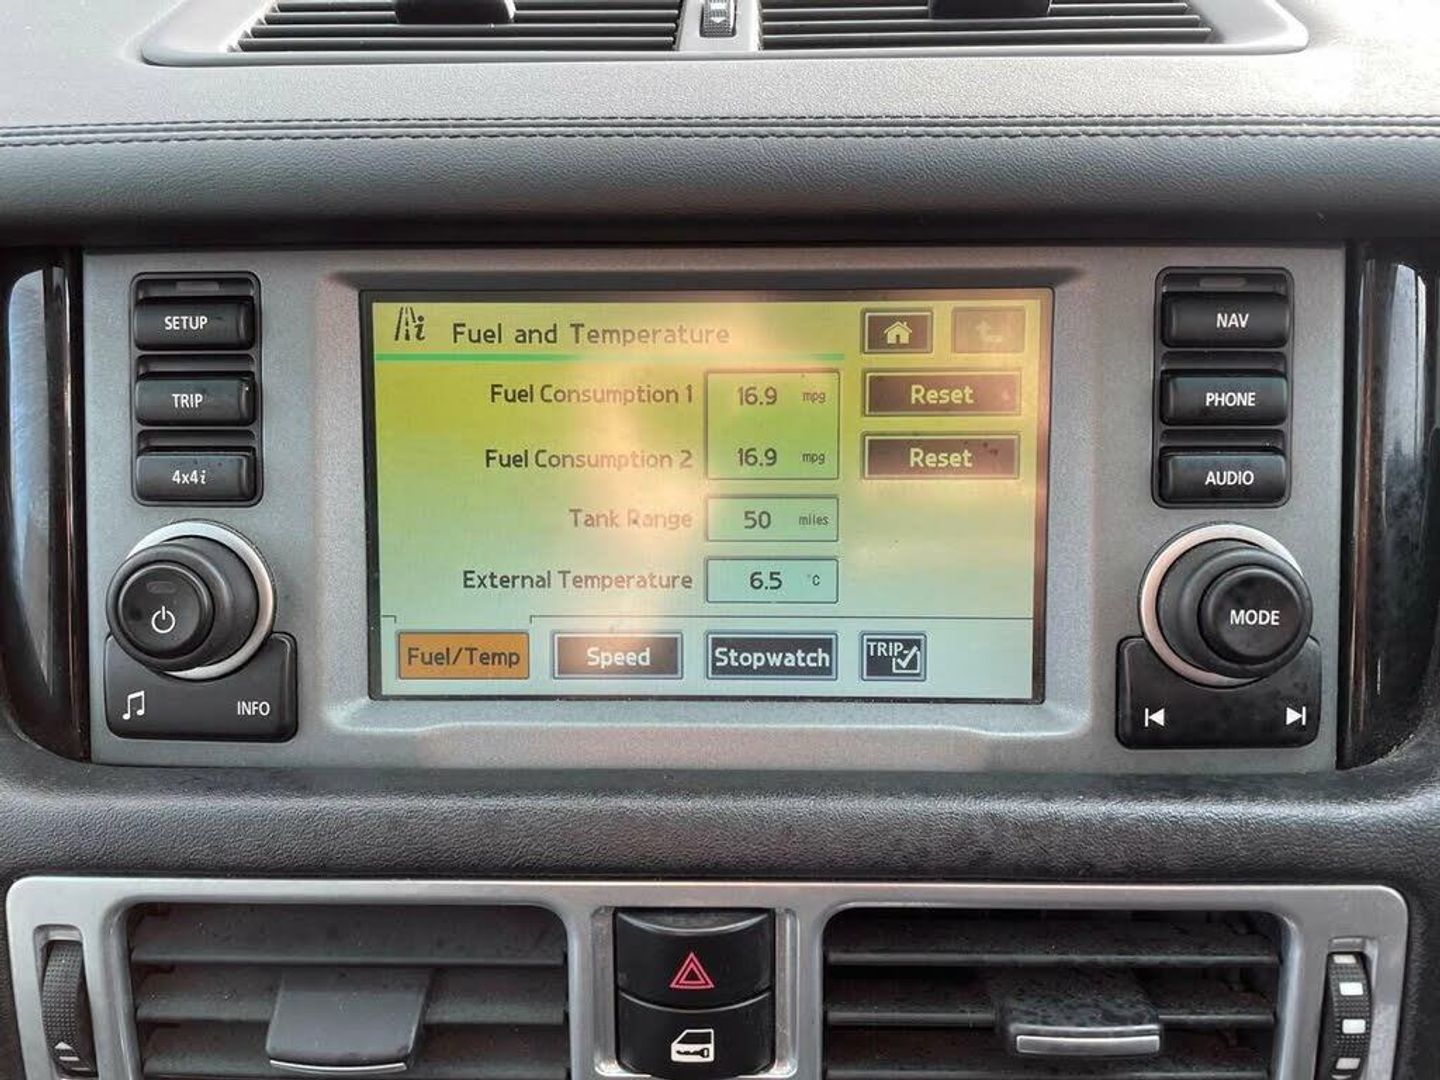 SETUP
TRIP
4x4i
INFO
i Fuel and Temperature
Fuel Consumption 1 16.9 mpg Reset
Fuel Consumption 2 16.9 mpg Reset
Tank Range 50 miles
External Temperature 6.5 °C
Fuel/Temp Speed Stopwatch TRIP
NAV
PHONE
AUDIO
MODE